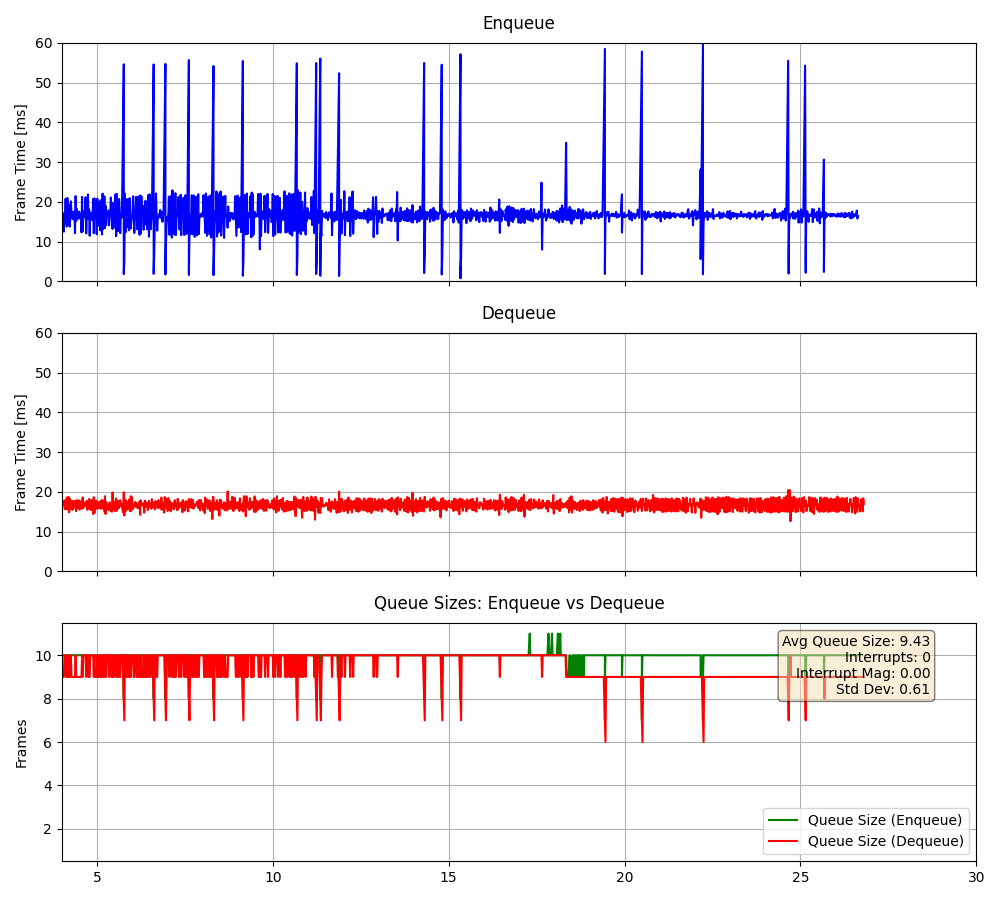 Enqueue
Frame Time [ms]
60
50
40
30
20
10
0
Dequeue
Frame Time [ms]
60
50
40
30
20
10
0
Queue Sizes: Enqueue vs Dequeue
Frames
10
8
6
4
2
Avg Queue Size: 9.43
Interrupts: 0
Interrupt Mag: 0.00
Std Dev: 0.61
Queue Size (Enqueue)
Queue Size (Dequeue)
5 10 15 20 25 30